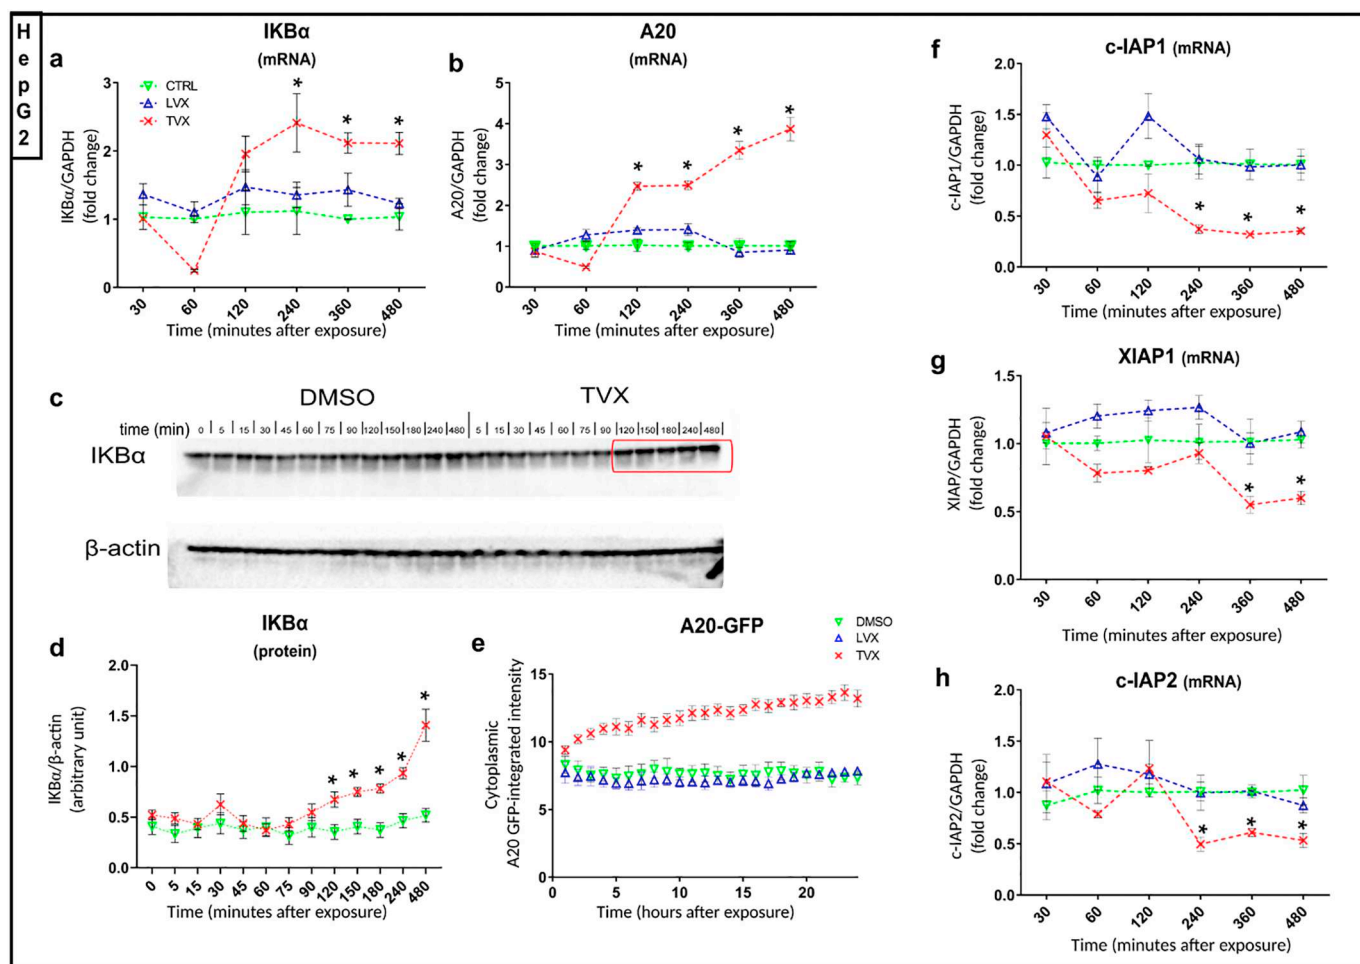 HepG2
a
IKBα
(mRNA)
IKBα/GAPDH
(fold change)
3
2
1
0
CTRL
LVX
TVX
*
*
*
30
60
120
240
360
480
Time (minutes after exposure)
b
A20
(mRNA)
A20/GAPDH
(fold change)
5
4
3
2
1
0
*
*
*
*
30
60
120
240
360
480
Time (minutes after exposure)
c
DMSO
TVX
time (min)
0 5 15 30 45 60 75 90 120 150 180 240 480 5 15 30 45 60 75 90 120 150 180 240 480
IKBα
β-actin
d
IKBα
(protein)
IKBα/β-actin
(arbitrary unit)
2.0
1.5
1.0
0.5
0.0
*
*
*
*
*
0
5
15
30
45
60
75
90
120
150
180
240
480
Time (minutes after exposure)
e
A20-GFP
DMSO
LVX
TVX
Cytoplasmic
A20 GFP-integrated intensity
15
10
5
0
0
5
10
15
20
Time (hours after exposure)
f
c-IAP1 (mRNA)
c-IAP1/GAPDH
(fold change)
2.0
1.5
1.0
0.5
0.0
*
*
*
30
60
120
240
360
480
Time (minutes after exposure)
g
XIAP1 (mRNA)
XIAP/GAPDH
(fold change)
1.5
1.0
0.5
0.0
*
*
30
60
120
240
360
480
Time (minutes after exposure)
h
c-IAP2 (mRNA)
c-IAP2/GAPDH
(fold change)
2.0
1.5
1.0
0.5
0.0
*
*
*
30
60
120
240
360
480
Time (minutes after exposure)